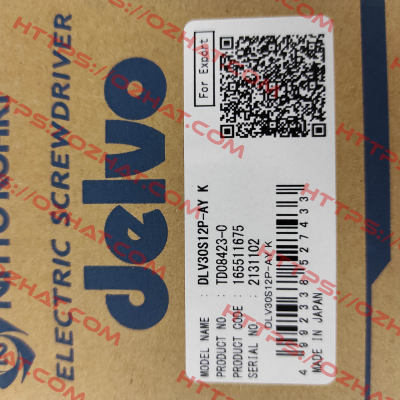 NITTO KOHKI
ELECTRIC SCREWDRIVER
delvo
For Export
MODEL NAME : DLV30S12P-AY K
PRODUCT NO. : TD08423-0
PRODUCT CODE : 165511675
SERIAL NO. : 2131102
DLV30S12P-AY K
4 992338 527433
MADE IN JAPAN
HTTPS://OZHAT.COM